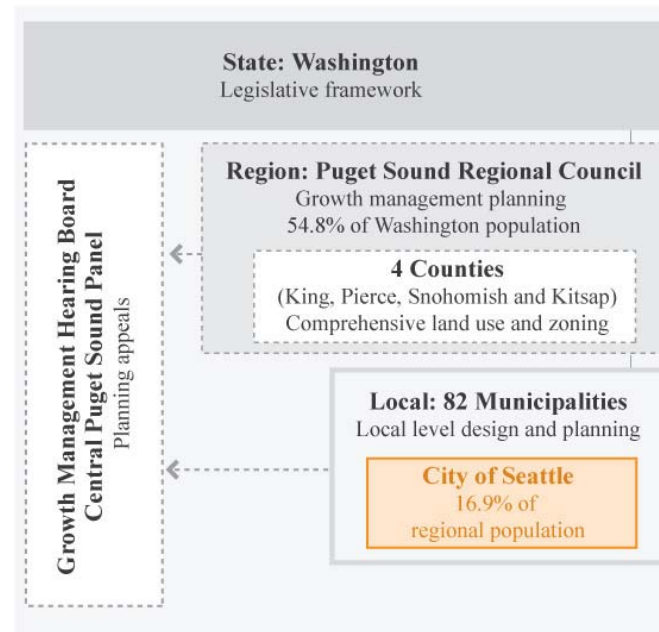 State: Washington
Legislative framework
Growth Management Hearing Board
Central Puget Sound Panel
Planning appeals
Region: Puget Sound Regional Council
Growth management planning
54.8% of Washington population
4 Counties
(King, Pierce, Snohomish and Kitsap)
Comprehensive land use and zoning
Local: 82 Municipalities
Local level design and planning
City of Seattle
16.9% of
regional population